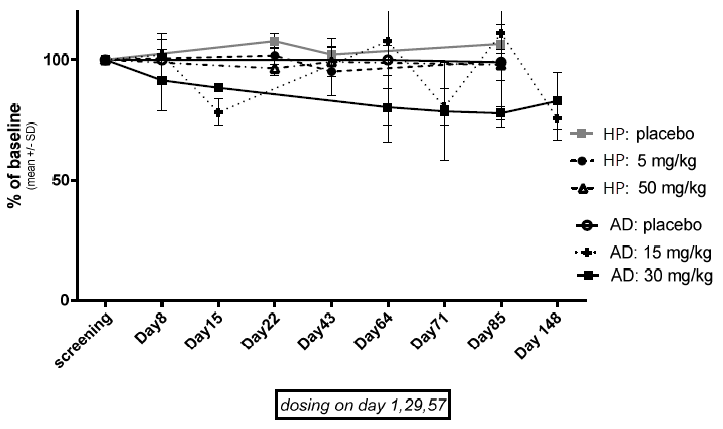 % of baseline
(mean +/- SD)
100
50
0
screening
Day8
Day15
Day22
Day43
Day64
Day71
Day85
Day 148
HP: placebo
HP: 5 mg/kg
HP: 50 mg/kg
AD: placebo
AD: 15 mg/kg
AD: 30 mg/kg
dosing on day 1,29,57